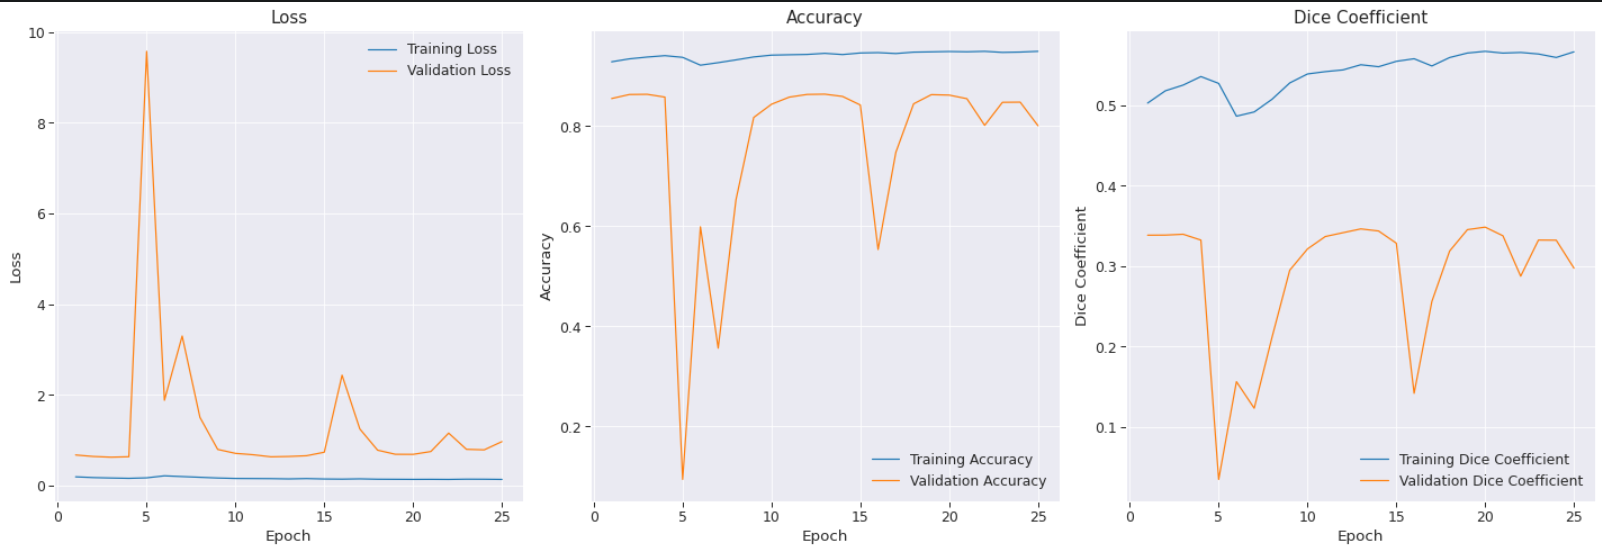 Loss
Training Loss
Validation Loss
10
8
6
4
2
0
Loss
0 5 10 15 20 25
Epoch
Accuracy
Training Accuracy
Validation Accuracy
0.8
0.6
0.4
0.2
Accuracy
0 5 10 15 20 25
Epoch
Dice Coefficient
Training Dice Coefficient
Validation Dice Coefficient
0.5
0.4
0.3
0.2
0.1
Dice Coefficient
0 5 10 15 20 25
Epoch